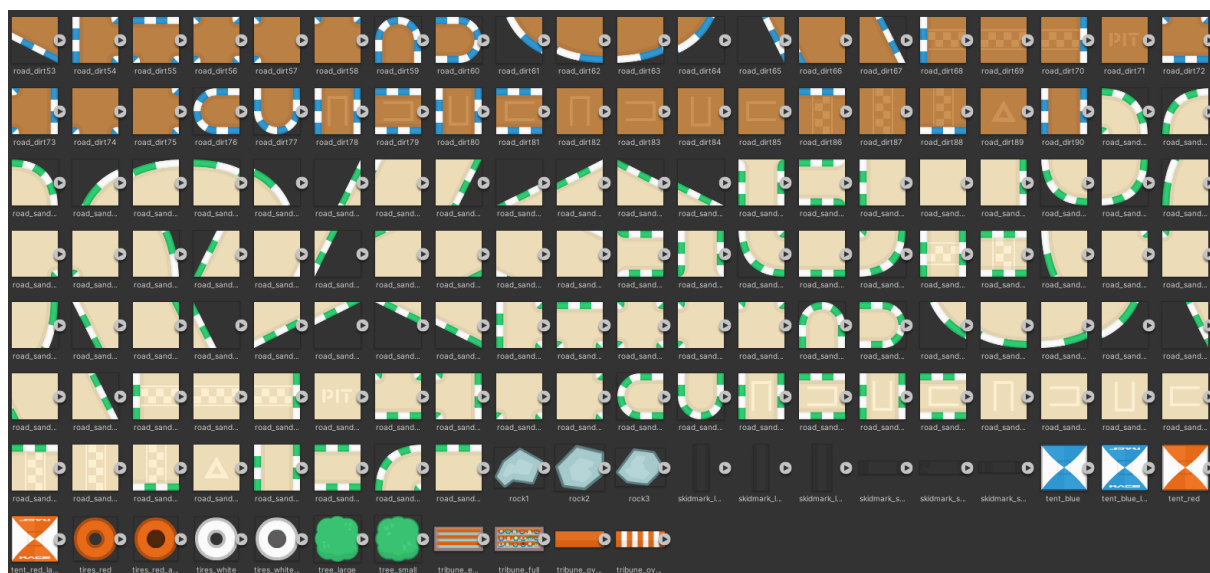 PIT
road_dirt53 road_dirt54 road_dirt55 road_dirt56 road_dirt57 road_dirt58 road_dirt59 road_dirt60 road_dirt61 road_dirt62 road_dirt63 road_dirt64 road_dirt65 road_dirt66 road_dirt67 road_dirt68 road_dirt69 road_dirt70 road_dirt71 road_dirt72
road_dirt73 road_dirt74 road_dirt75 road_dirt76 road_dirt77 road_dirt78 road_dirt79 road_dirt80 road_dirt81 road_dirt82 road_dirt83 road_dirt84 road_dirt85 road_dirt86 road_dirt87 road_dirt88 road_dirt89 road_dirt90 road_sand... road_sand...
road_sand... road_sand... road_sand... road_sand... road_sand... road_sand... road_sand... road_sand... road_sand... road_sand... road_sand... road_sand... road_sand... road_sand... road_sand... road_sand... road_sand... road_sand... road_sand... road_sand...
road_sand... road_sand... road_sand... road_sand... road_sand... road_sand... road_sand... road_sand... road_sand... road_sand... road_sand... road_sand... road_sand... road_sand... road_sand... road_sand... road_sand... road_sand... road_sand... road_sand...
road_sand... road_sand... road_sand... road_sand... road_sand... road_sand... road_sand... road_sand... road_sand... road_sand... road_sand... road_sand... road_sand... road_sand... road_sand... road_sand... road_sand... road_sand... road_sand... road_sand...
PIT
road_sand... road_sand... road_sand... road_sand... road_sand... road_sand... road_sand... road_sand... road_sand... road_sand... road_sand... road_sand... road_sand... road_sand... road_sand... road_sand... road_sand... road_sand... road_sand... road_sand...
RACE
RACE
road_sand... road_sand... road_sand... road_sand... road_sand... road_sand... road_sand... road_sand... rock1 rock2 rock3 skidmark_l... skidmark_l... skidmark_l... skidmark_s... skidmark_s... skidmark_s... tent_blue tent_blue_l... tent_red
RACE
RACE
tent_red_la... tires_red tires_red_a... tires_white tires_white... tree_large tree_small tribune_e... tribune_full tribune_ov... tribune_ov...